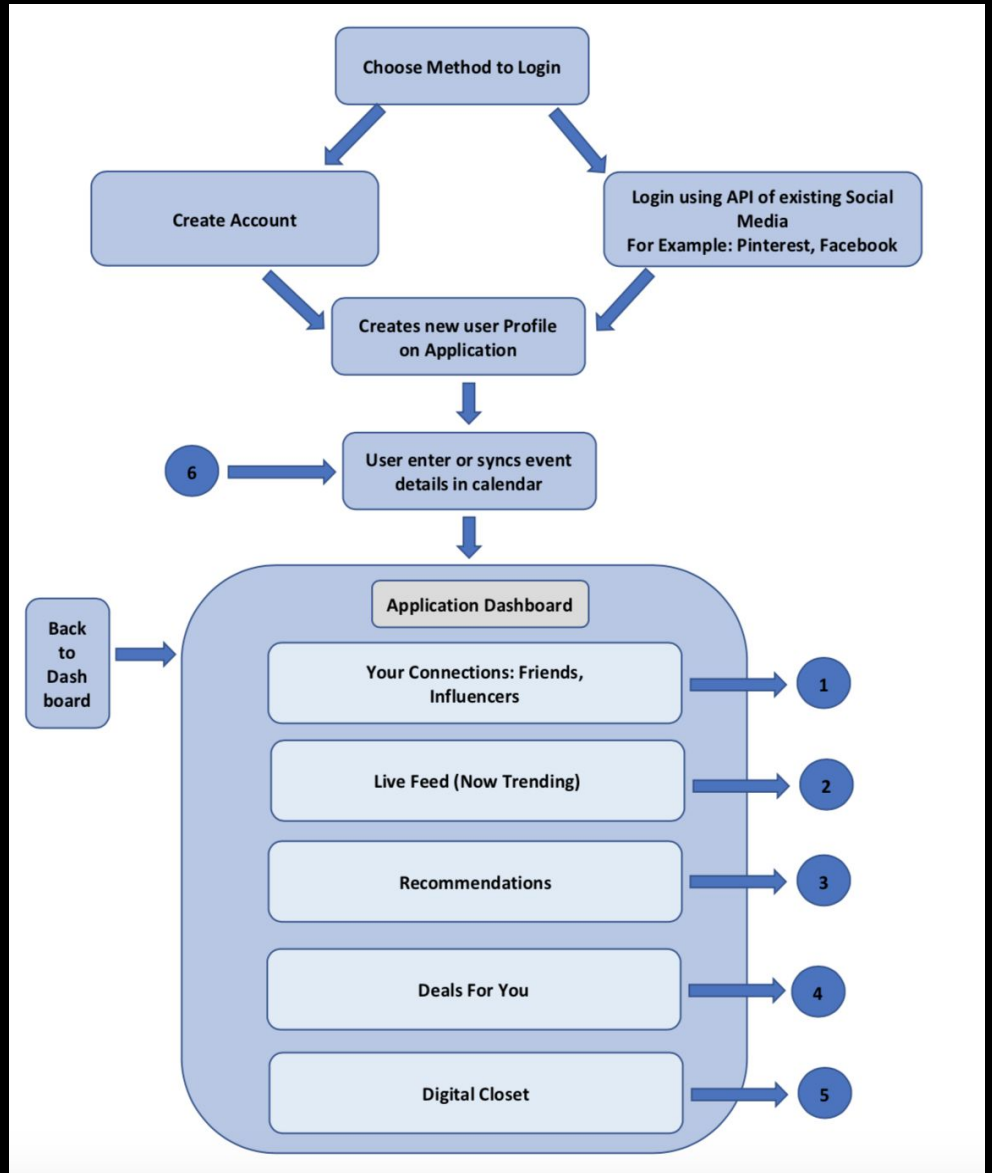 Choose Method to Login
Create Account
Login using API of existing Social
Media
For Example: Pinterest, Facebook
Creates new user Profile
on Application
6
User enter or syncs event
details in calendar
Back
to
Dash
board
Application Dashboard
Your Connections: Friends,
Influencers
1
Live Feed (Now Trending)
2
Recommendations
3
Deals For You
4
Digital Closet
5